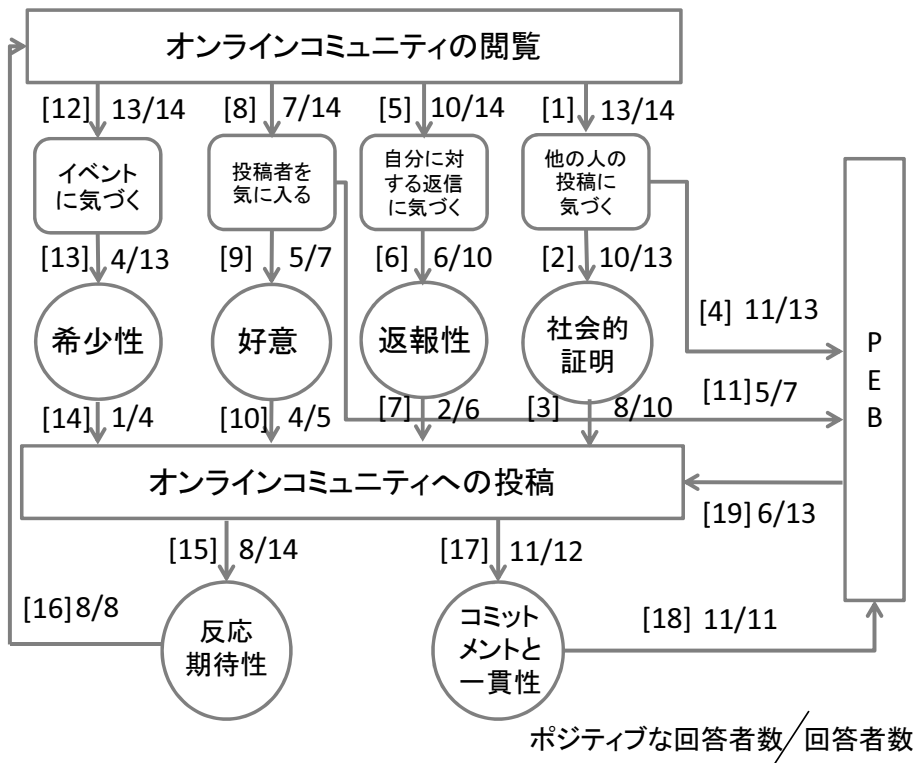 オンラインコミュニティの閲覧
[12] 13/14
[8] 7/14
[5] 10/14
[1] 13/14
イベント
に気づく
投稿者を
気に入る
自分に対
する返信
に気づく
他の人の
投稿に
気づく
[13] 4/13
[9] 5/7
[6] 6/10
[2] 10/13
[4] 11/13
希少性
好意
返報性
社会的
証明
P
E
B
[11] 5/7
[14] 1/4
[10] 4/5
[7] 2/6
[3] 8/10
オンラインコミュニティへの投稿
[19] 6/13
[15] 8/14
[17] 11/12
[16] 8/8
[18] 11/11
反応
期待性
コミット
メントと
一貫性
ポジティブな回答者数/回答者数